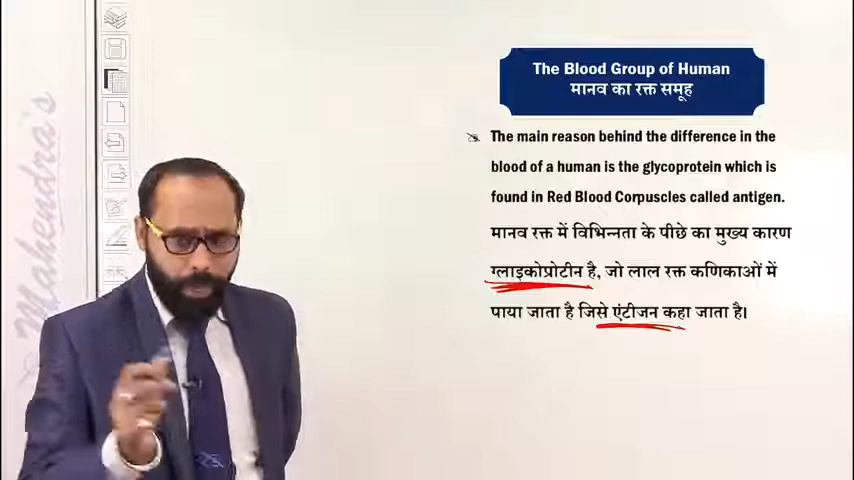 Mahendra's
The Blood Group of Human
मानव का रक्त समूह
The main reason behind the difference in the
blood of a human is the glycoprotein which is
found in Red Blood Corpuscles called antigen.
मानव रक्त में विभिन्नता के पीछे का मुख्य कारण
ग्लाइकोप्रोटीन है, जो लाल रक्त कणिकाओं में
पाया जाता है जिसे एंटीजन कहा जाता है।